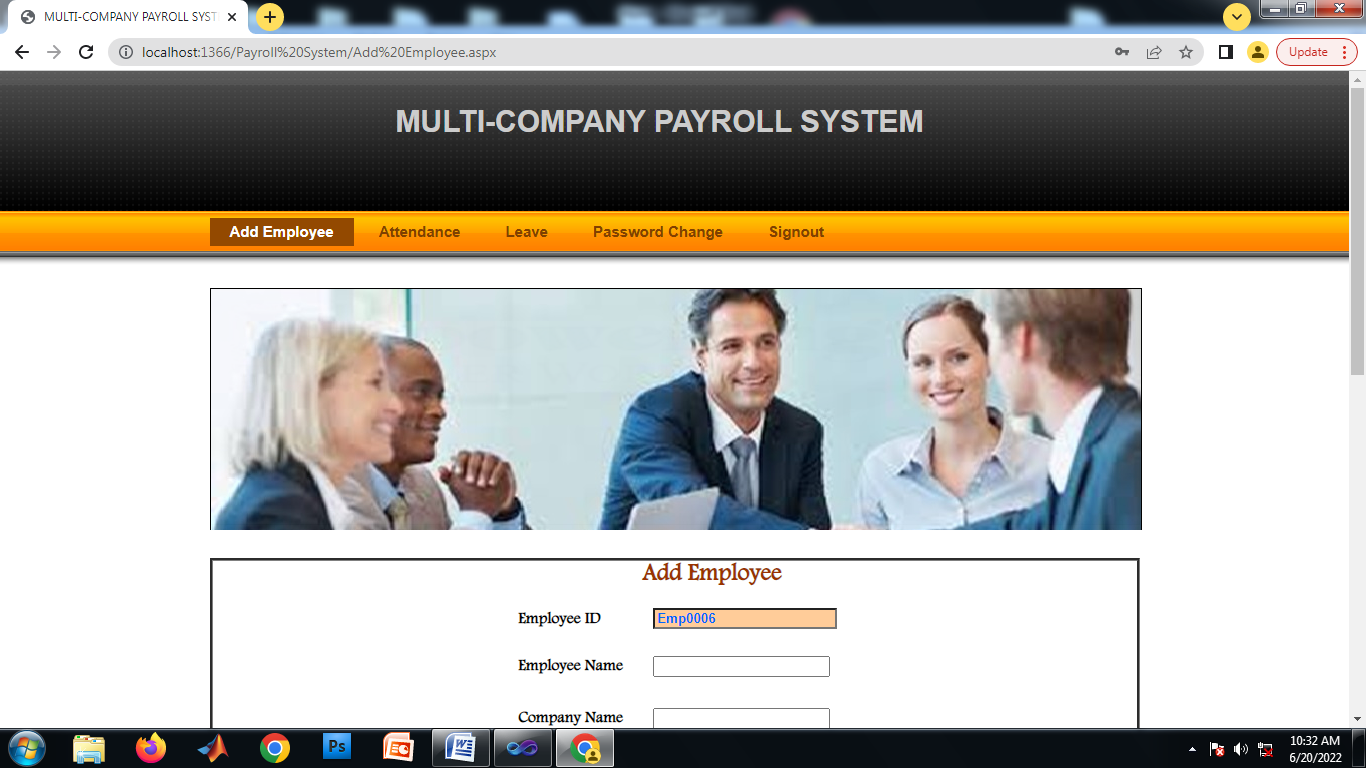 MULTI-COMPANY PAYROLL SYST
localhost:1366/Payroll%20System/Add%20Employee.aspx
Update
MULTI-COMPANY PAYROLL SYSTEM
Add Employee Attendance Leave Password Change Signout
Add Employee
Employee ID Emp0006
Employee Name
Company Name
Ps
10:32 AM
6/20/2022